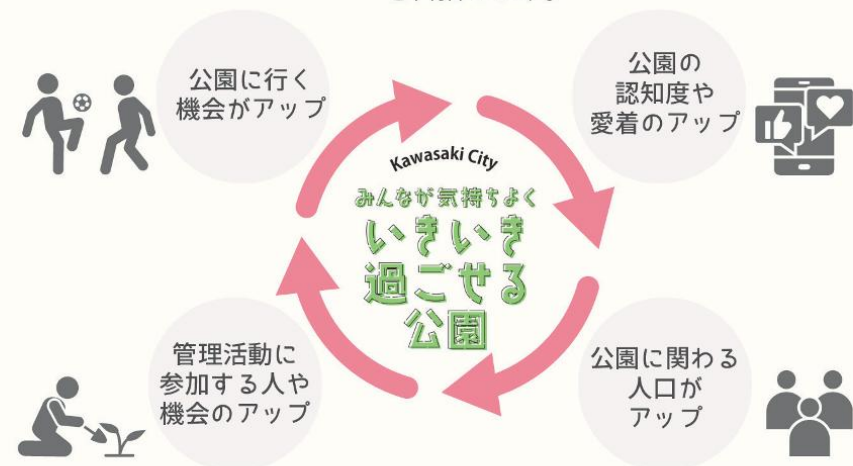 公園に行く
機会がアップ
公園の
認知度や
愛着のアップ
Kawasaki City
みんなが気持ちよく
いきいき
過ごせる
公園
管理活動に
参加する人や
機会のアップ
公園に関わる
人口が
アップ